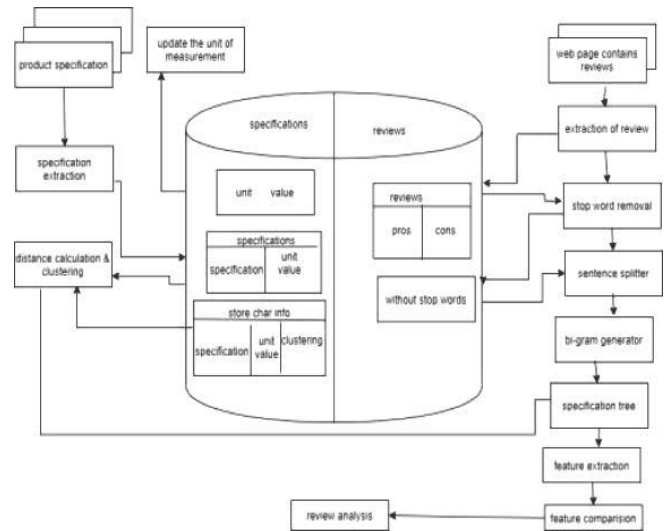 product specification
update the unit of
measurement
web page contains
reviews
specifications
reviews
extraction of review
specification
extraction
unit value
reviews
pros cons
stop word removal
specifications
specification unit
value
distance calculation &
clustering
without stop words
sentence splitter
store char info
specification unit
value clustering
bi-gram generator
specification tree
feature extraction
review analysis
feature comparision